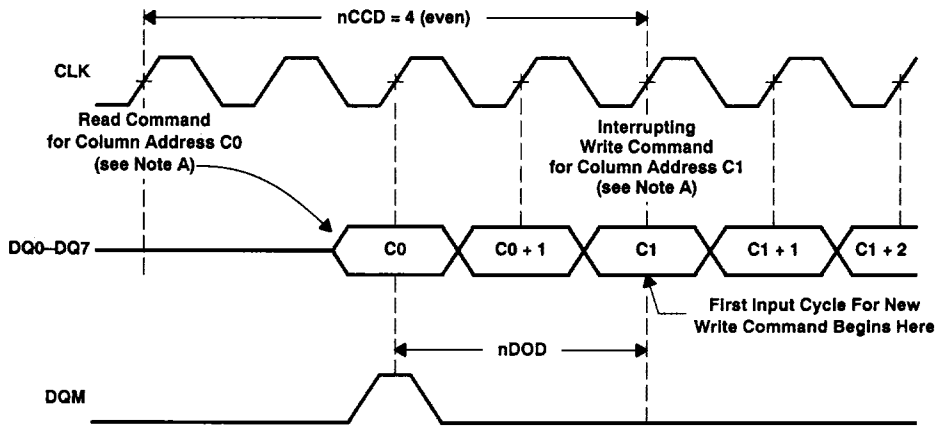 nCCD = 4 (even)
CLK
Read Command
for Column Address C0
(see Note A)
Interrupting
Write Command
for Column Address C1
(see Note A)
DQ0–DQ7
C0
C0 + 1
C1
C1 + 1
C1 + 2
First Input Cycle For New
Write Command Begins Here
nDOD
DQM